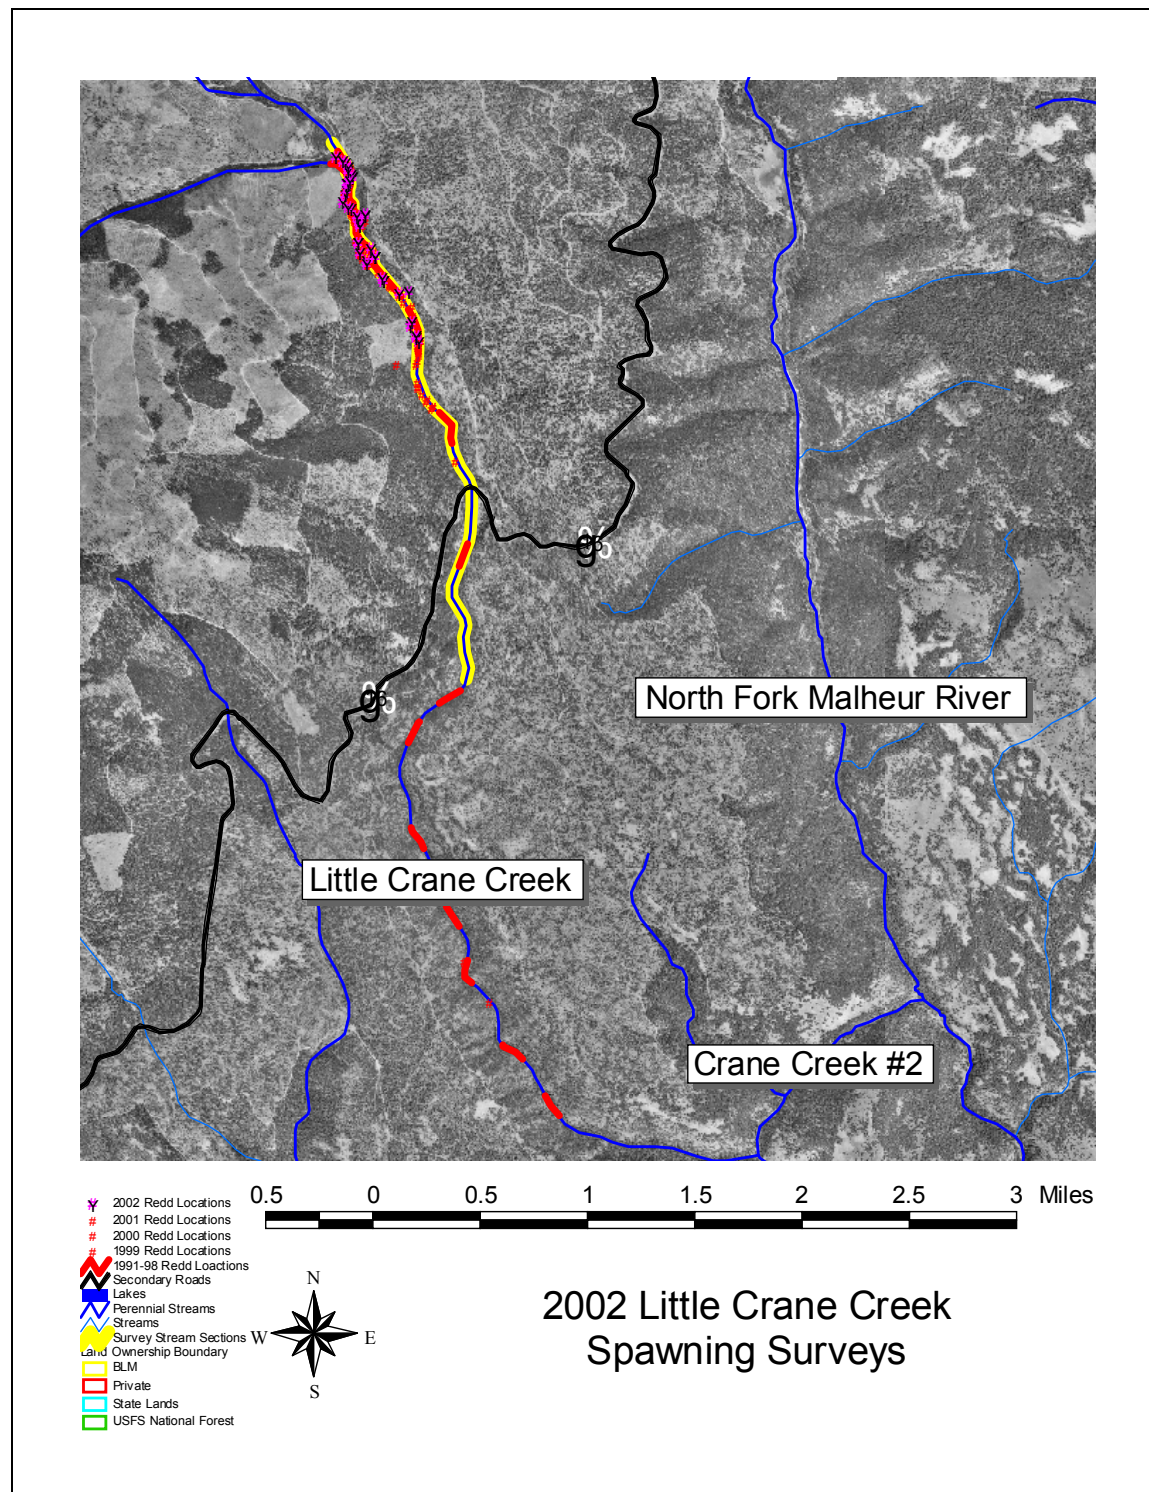 North Fork Malheur River
Little Crane Creek
Crane Creek #2
0.5 0 0.5 1 1.5 2 2.5 3 Miles
2002 Redd Locations
2001 Redd Locations
2000 Redd Locations
1999 Redd Locations
1991-98 Redd Loactions
Secondary Roads
Lakes
Perennial Streams
Streams
Survey Stream Sections
Land Ownership Boundary
BLM
Private
State Lands
USFS National Forest
N
W E
S
2002 Little Crane Creek
Spawning Surveys